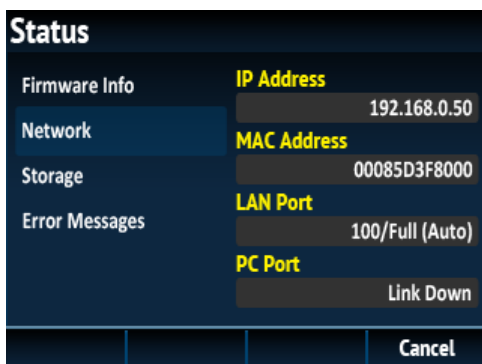 Status
Firmware Info
Network
Storage
Error Messages
IP Address
192.168.0.50
MAC Address
00085D3F8000
LAN Port
100/Full (Auto)
PC Port
Link Down
Cancel